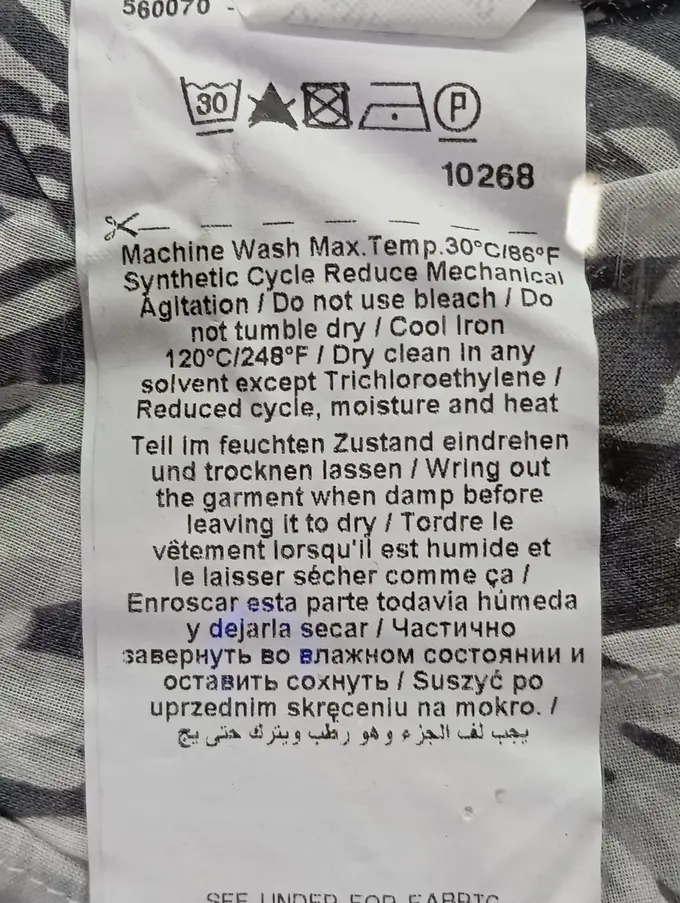 560070 -
30
P
10268
Machine Wash Max.Temp.30°C/86°F
Synthetic Cycle Reduce Mechanical
Agitation / Do not use bleach / Do
not tumble dry / Cool Iron
120°C/248°F / Dry clean in any
solvent except Trichloroethylene /
Reduced cycle, moisture and heat
Teil im feuchten Zustand eindrehen
und trocknen lassen / Wring out
the garment when damp before
leaving it to dry / Tordre le
vêtement lorsqu'il est humide et
le laisser sécher comme ça /
Enroscar esta parte todavia húmeda
y dejarla secar / Частично
завернуть во влажном состоянии и
оставить сохнуть / Suszyć po
uprzednim skręceniu na mokro. /
يجب لف الجزء وهو رطب ويترك حتى يج
SEE UNDER FOR FABRIC